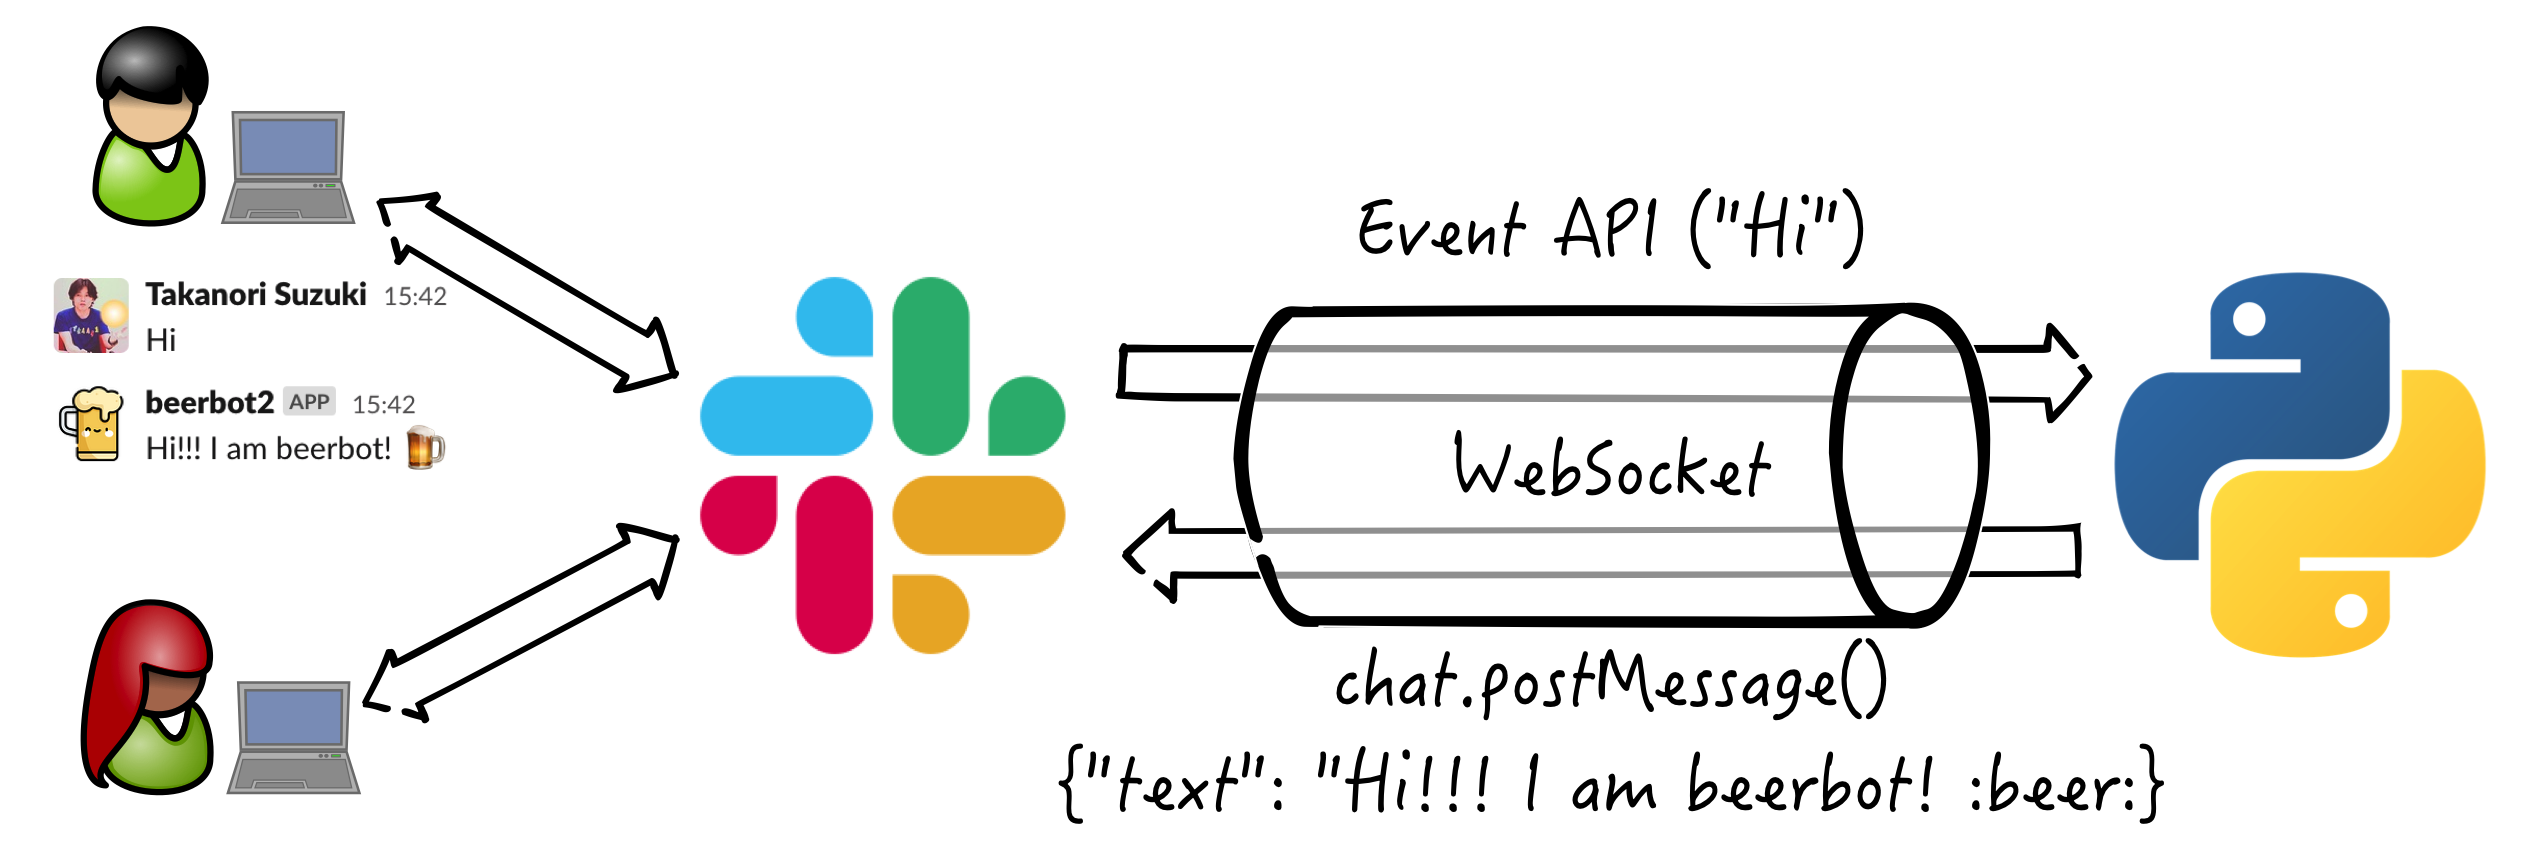 Takanori Suzuki 15:42
Hi
beerbot2 APP 15:42
Hi!!! I am beerbot!
Event API ("Hi")
WebSocket
chat.postMessage()
{"text": "Hi!!! I am beerbot! :beer:}